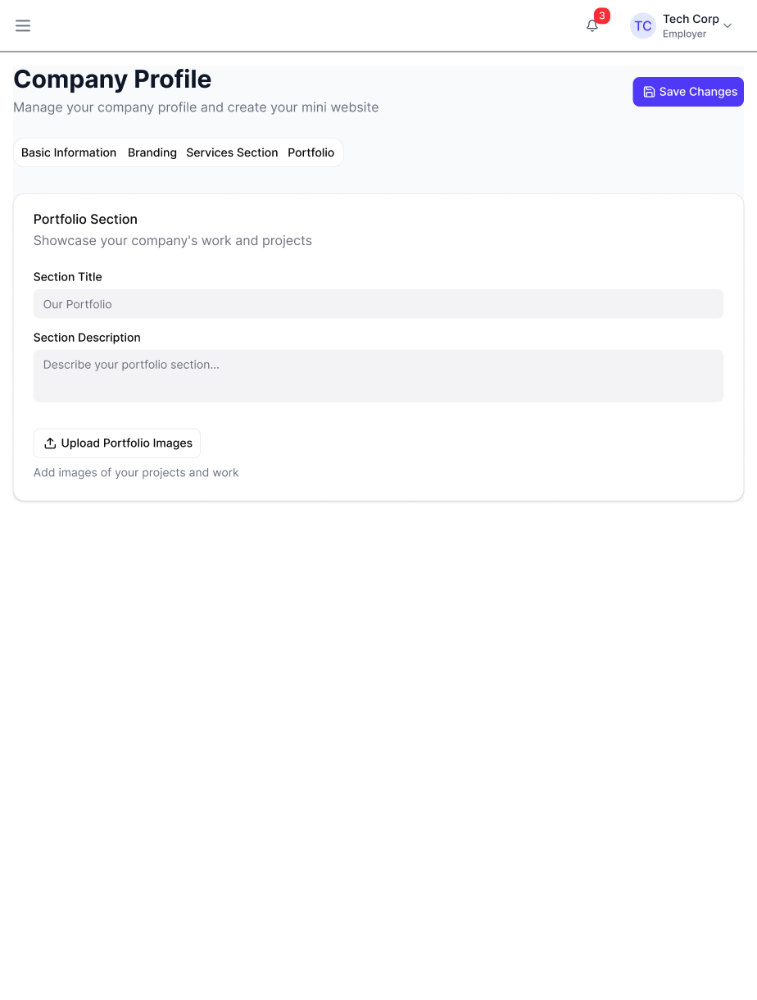 3
TC
Tech Corp
Employer
Company Profile
Manage your company profile and create your mini website
Save Changes
Basic Information
Branding
Services Section
Portfolio
Portfolio Section
Showcase your company's work and projects
Section Title
Our Portfolio
Section Description
Describe your portfolio section...
Upload Portfolio Images
Add images of your projects and work